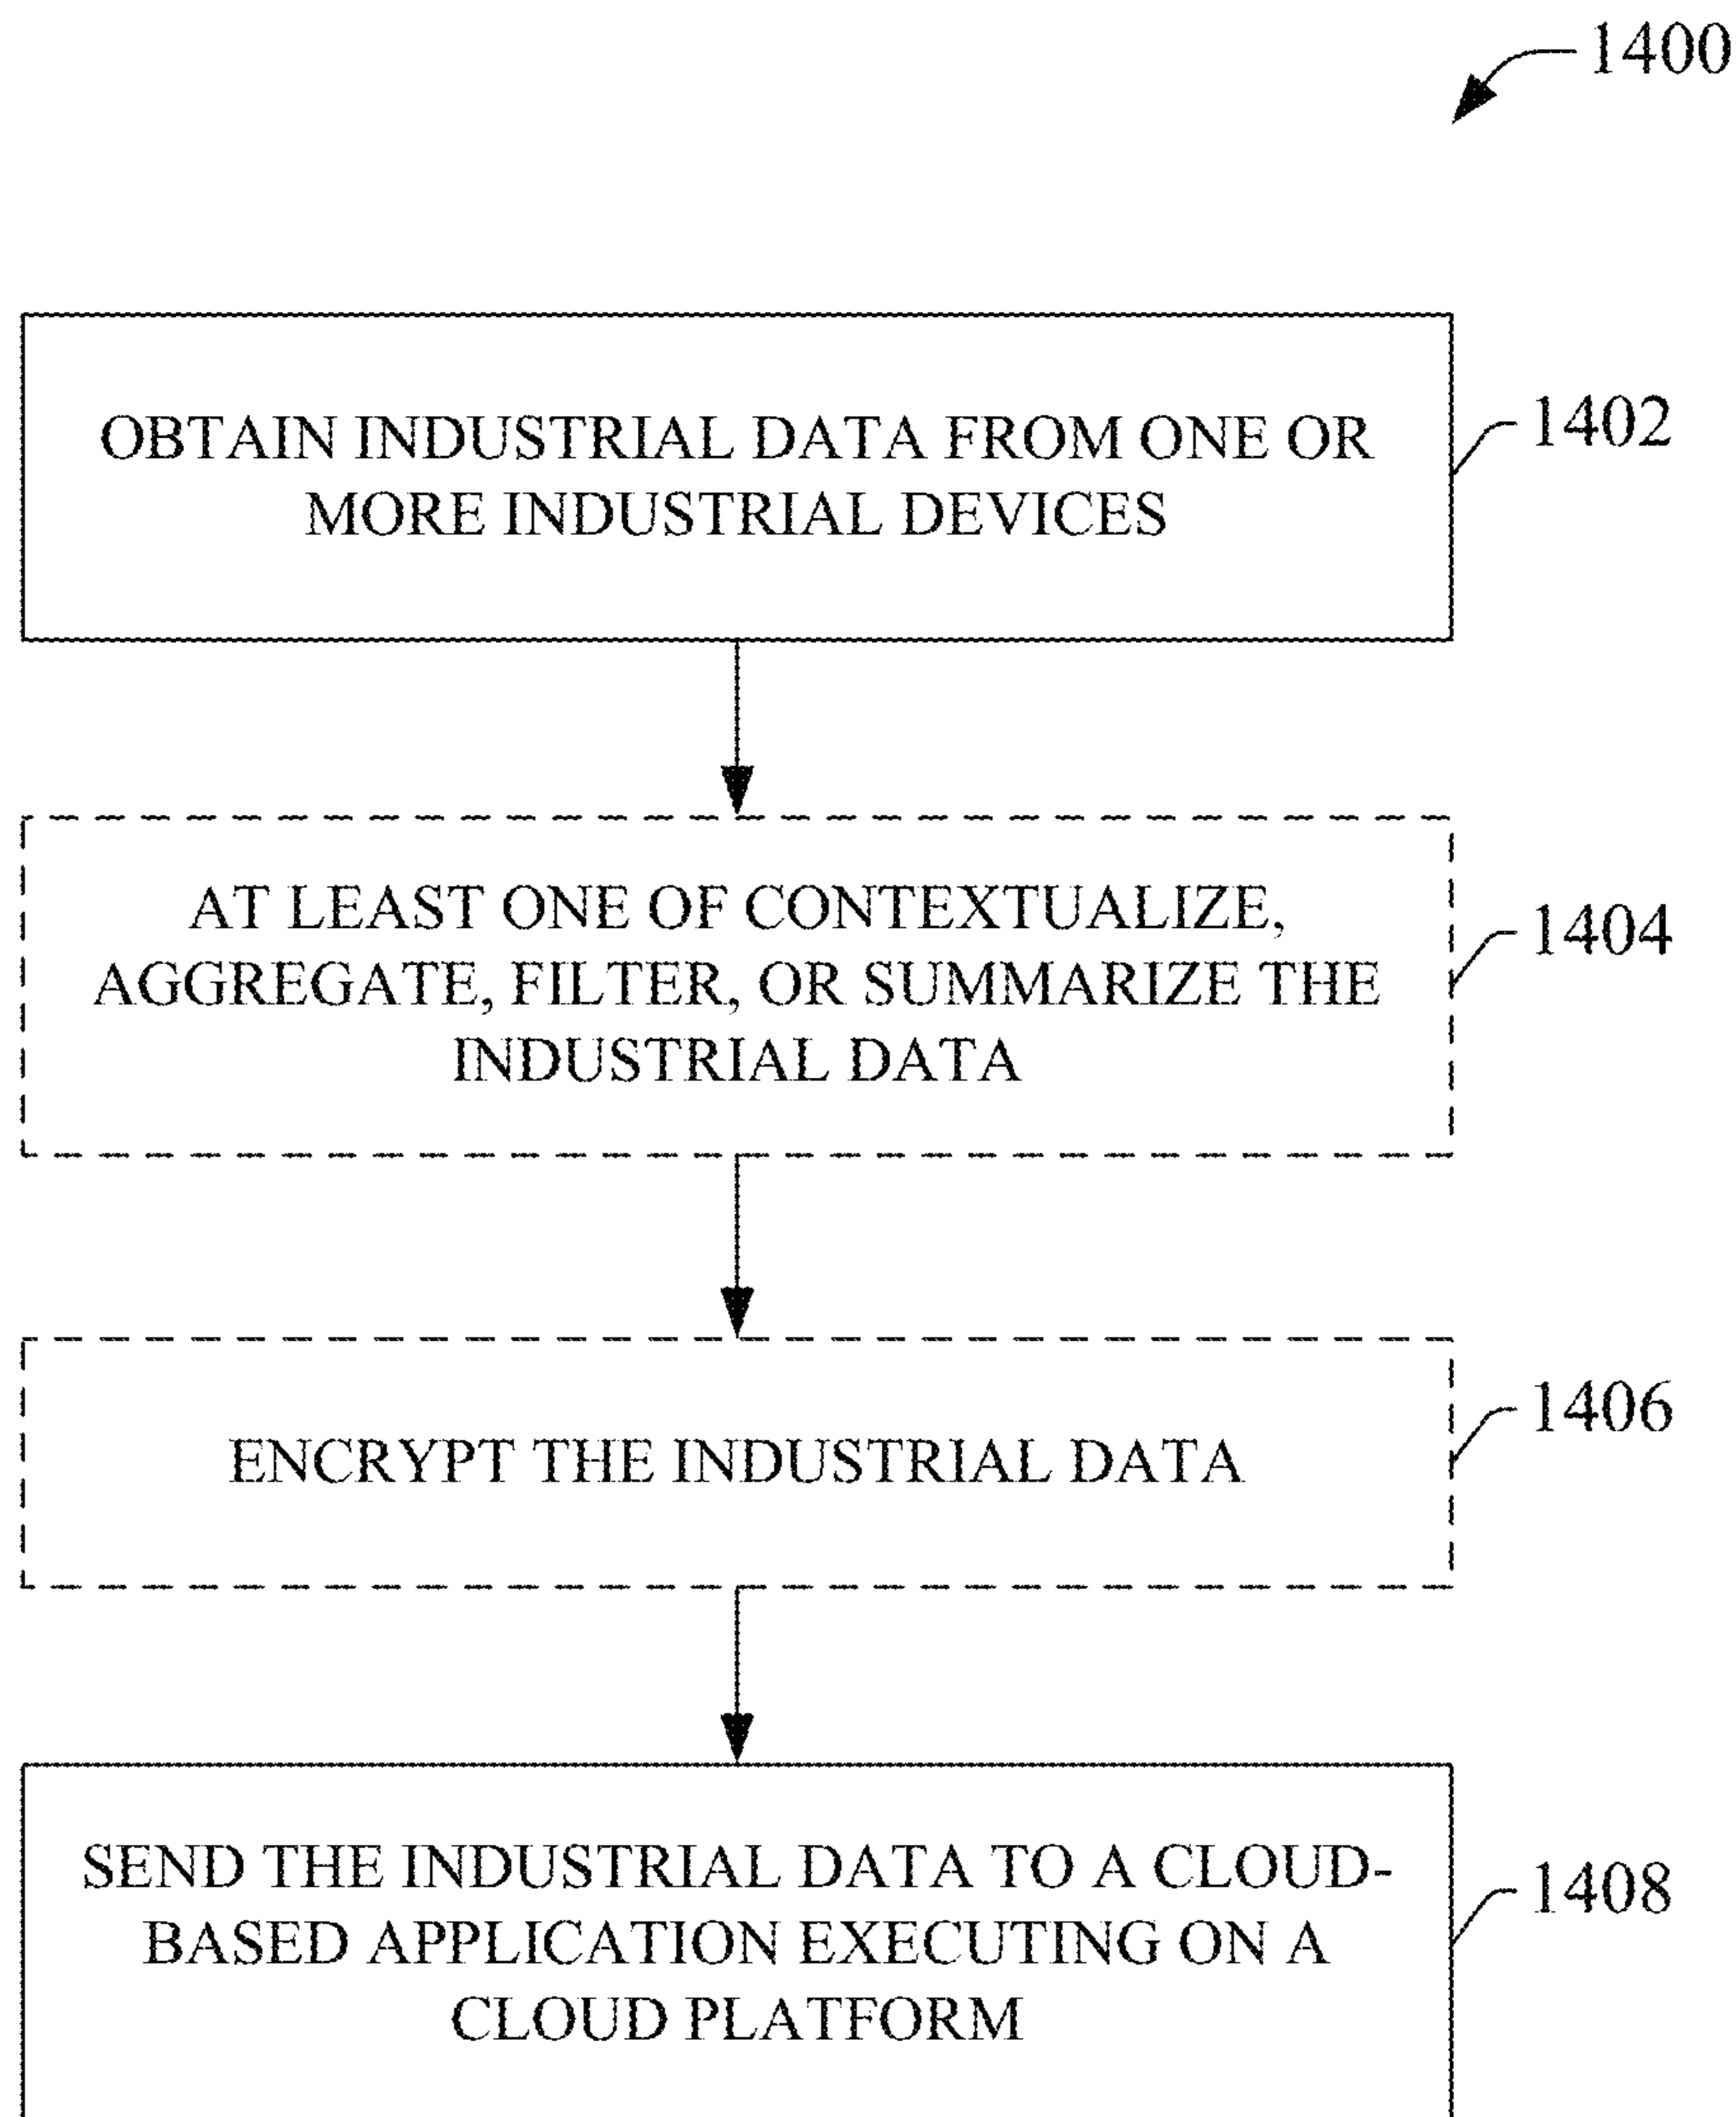 1400
OBTAIN INDUSTRIAL DATA FROM ONE OR
MORE INDUSTRIAL DEVICES
1402
AT LEAST ONE OF CONTEXTUALIZE,
AGGREGATE, FILTER, OR SUMMARIZE THE
INDUSTRIAL DATA
1404
ENCRYPT THE INDUSTRIAL DATA
1406
SEND THE INDUSTRIAL DATA TO A CLOUD-
BASED APPLICATION EXECUTING ON A
CLOUD PLATFORM
1408